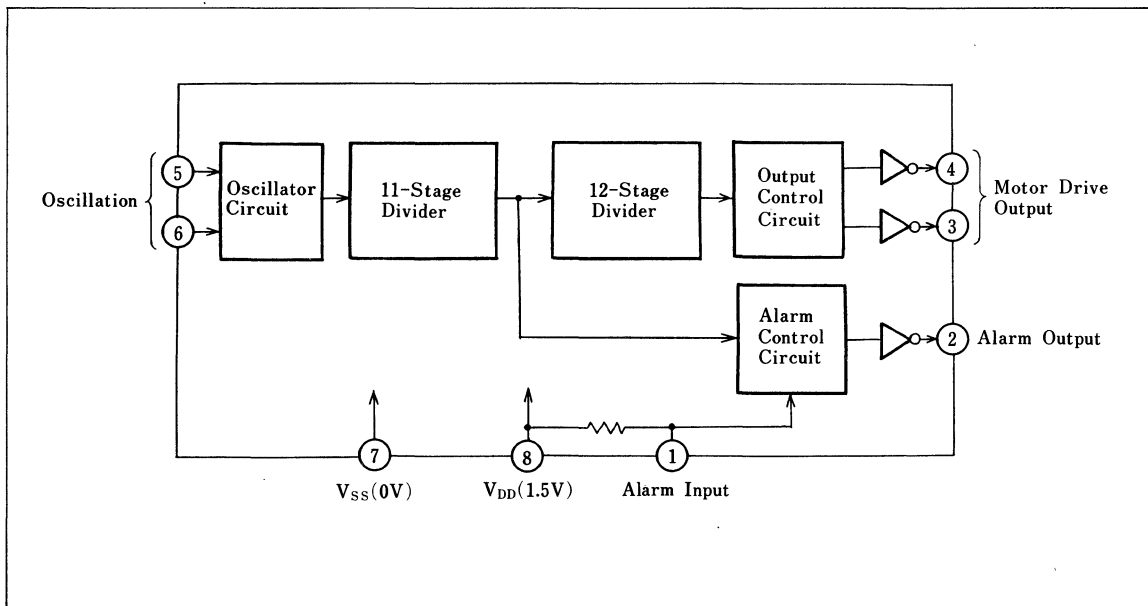 Oscillation
5
6
Oscillator
Circuit
11-Stage
Divider
12-Stage
Divider
Output
Control
Circuit
4
3
Motor Drive
Output
Alarm
Control
Circuit
2
Alarm Output
7
8
1
VSS(0V)
VDD(1.5V)
Alarm Input